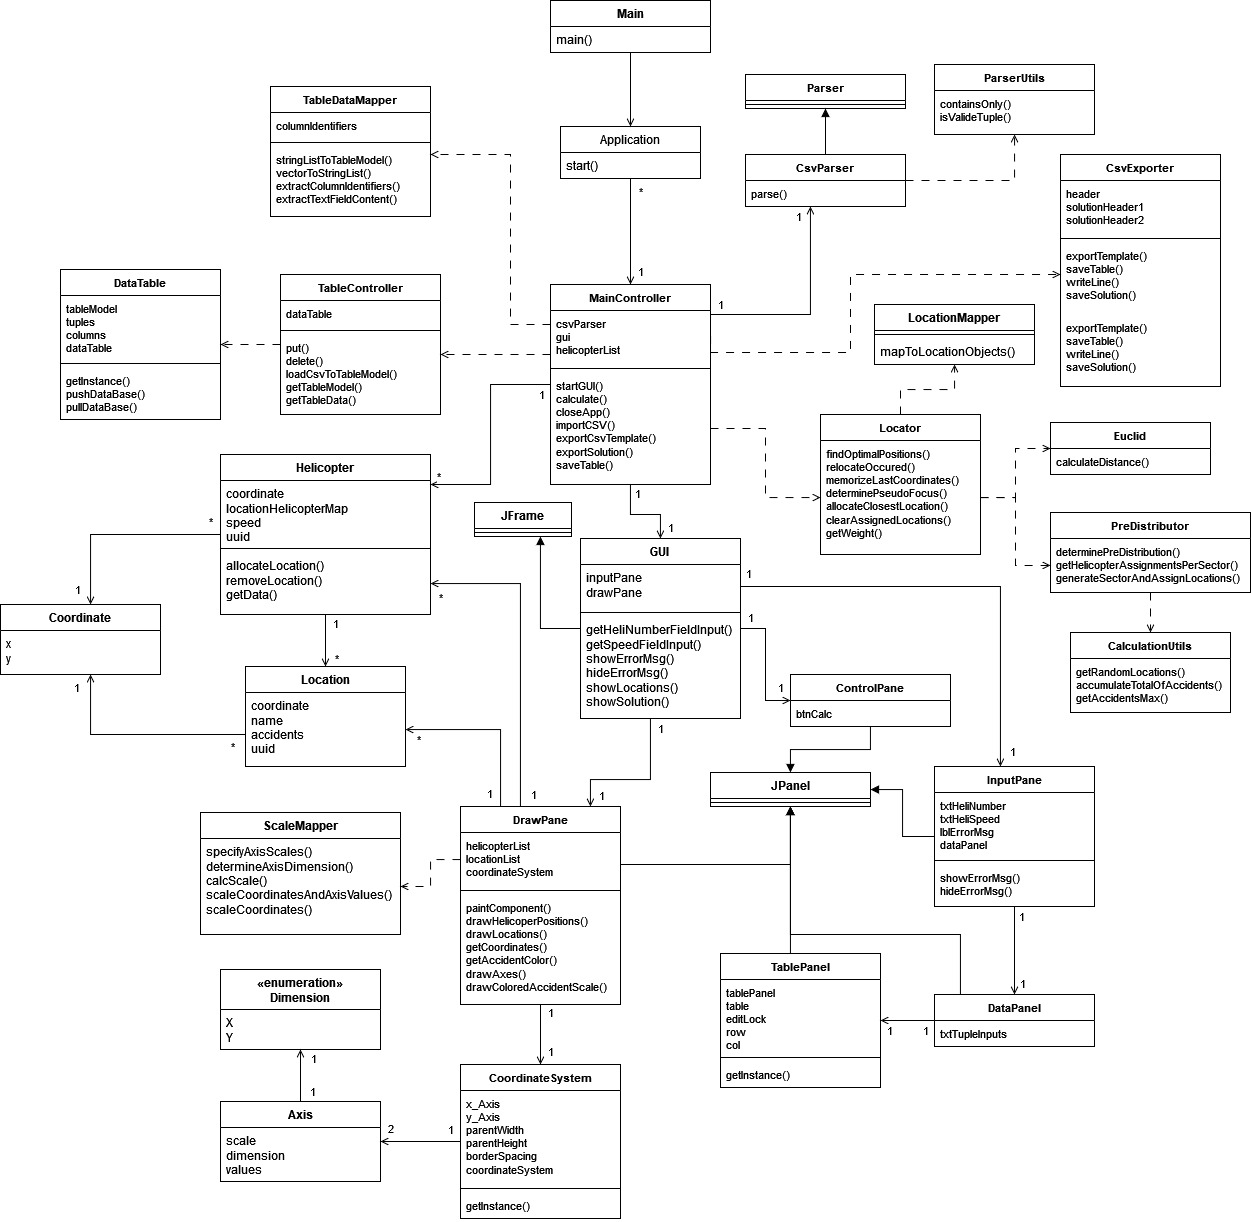 Main
main()
Application
start()
*
1
TableDataMapper
columnIdentifiers
stringListToTableModel()
vectorToStringList()
extractColumnIdentifiers()
extractTextFieldContent()
Parser
ParserUtils
containsOnly()
isValideTuple()
CsvParser
parse()
1
1
CsvExporter
header
solutionHeader1
solutionHeader2
exportTemplate()
saveTable()
writeLine()
saveSolution()
exportTemplate()
saveTable()
writeLine()
saveSolution()
DataTable
tableModel
tuples
columns
dataTable
getInstance()
pushDataBase()
pullDataBase()
TableController
dataTable
put()
delete()
loadCsvToTableModel()
getTableModel()
getTableData()
MainController
csvParser
gui
helicopterList
startGUI()
calculate()
closeApp()
importCSV()
exportCsvTemplate()
exportSolution()
saveTable()
1
*
1
1
LocationMapper
mapToLocationObjects()
Locator
findOptimalPositions()
relocateOccured()
memorizeLastCoordinates()
determinePseudoFocus()
allocateClosestLocation()
clearAssignedLocations()
getWeight()
Euclid
calculateDistance()
PreDistributor
determinePreDistribution()
getHelicopterAssignmentsPerSector()
generateSectorAndAssignLocations()
CalculationUtils
getRandomLocations()
accumulateTotalOfAccidents()
getAccidentsMax()
Helicopter
coordinate
locationHelicopterMap
speed
uuid
allocateLocation()
removeLocation()
getData()
*
1
*
1
*
Coordinate
x
y
1
*
Location
coordinate
name
accidents
uuid
*
JFrame
GUI
inputPane
drawPane
getHeliNumberFieldInput()
getSpeedFieldInput()
showErrorMsg()
hideErrorMsg()
showLocations()
showSolution()
1
1
1
1
1
ControlPane
btnCalc
JPanel
1
InputPane
txtHeliNumber
txtHeliSpeed
lblErrorMsg
dataPanel
showErrorMsg()
hideErrorMsg()
1
1
1
1
ScaleMapper
specifyAxisScales()
determineAxisDimension()
calcScale()
scaleCoordinatesAndAxisValues()
scaleCoordinates()
DrawPane
helicopterList
locationList
coordinateSystem
paintComponent()
drawHelicoperPositions()
drawLocations()
getCoordinates()
getAccidentColor()
drawAxes()
drawColoredAccidentScale()
1
1
TablePanel
tablePanel
table
editLock
row
col
getInstance()
1
1
DataPanel
txtTupleInputs
«enumeration»
Dimension
X
Y
1
1
Axis
scale
dimension
values
2
1
CoordinateSystem
x_Axis
y_Axis
parentWidth
parentHeight
borderSpacing
coordinateSystem
getInstance()